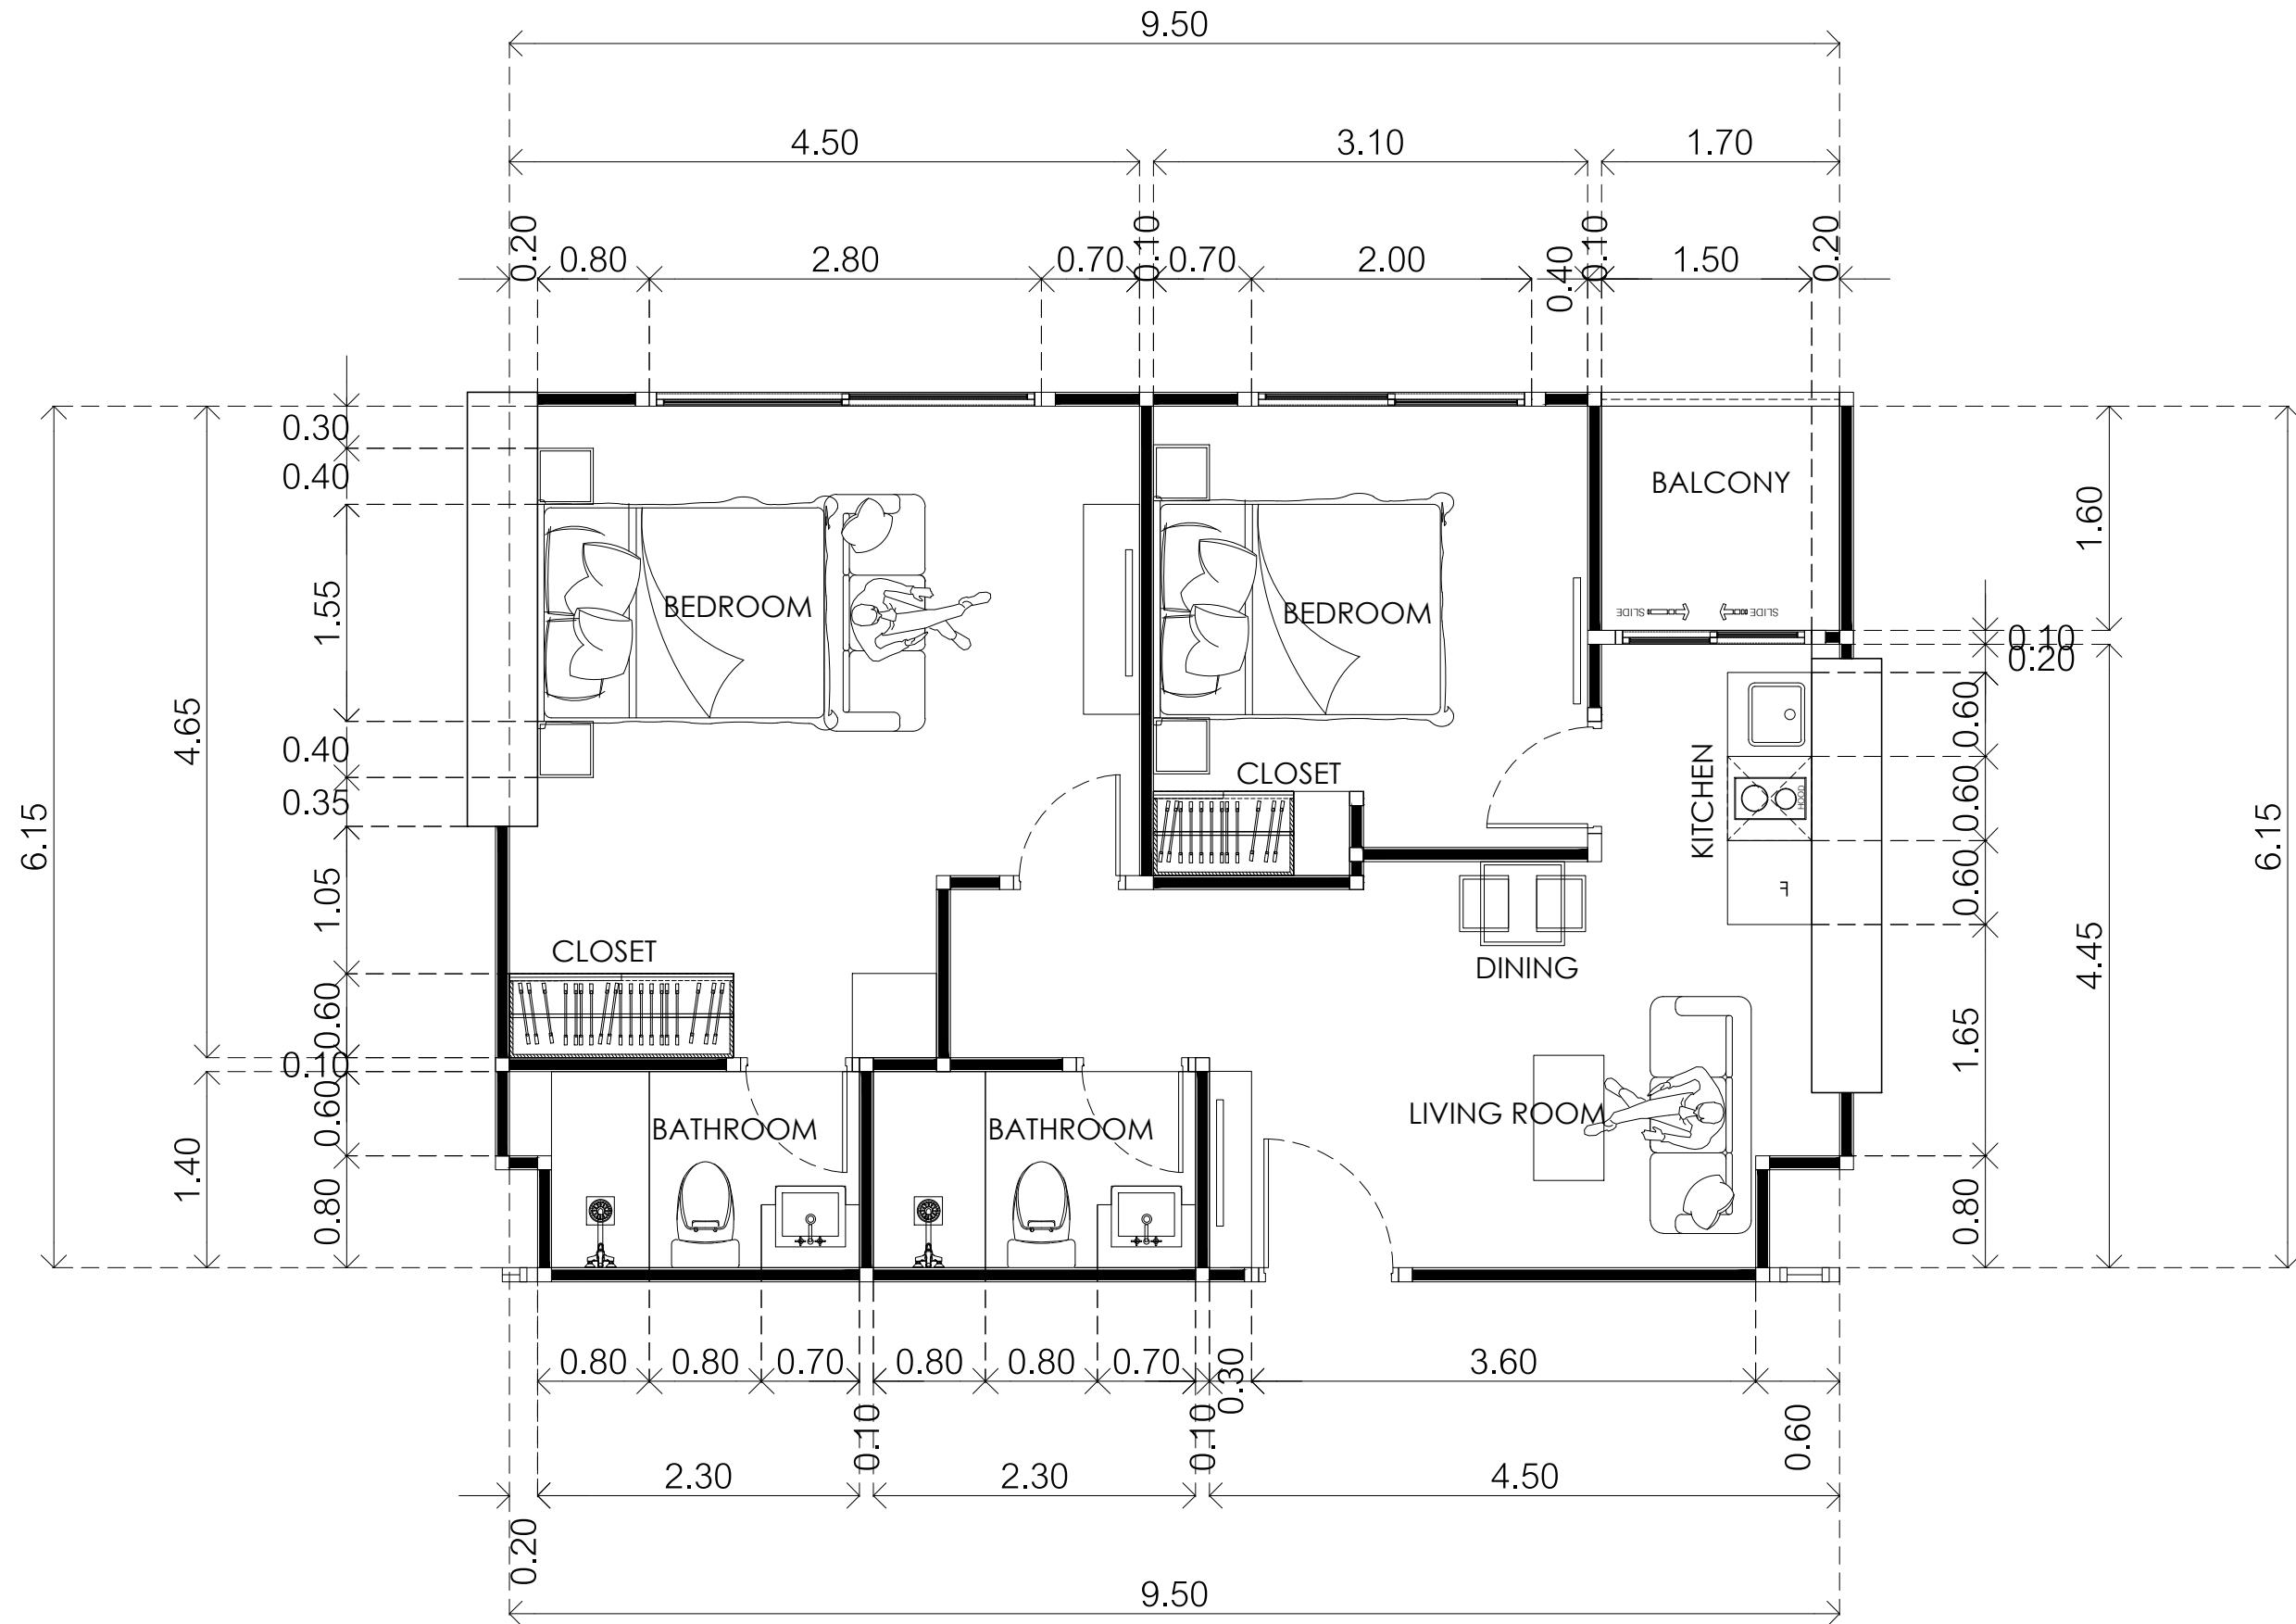 9.50
4.50 3.10 1.70
0.20 0.80 2.80 0.70 0.10 0.70 2.00 0.40 0.10 1.50 0.20
0.30
0.40
1.55
0.40
0.35
1.05
0.60
0.10
0.60
0.80
4.65
1.40
6.15
BEDROOM
BEDROOM
BALCONY
SLIDE SLIDE
CLOSET
KITCHEN
HOOD
F
CLOSET
DINING
BATHROOM
BATHROOM
LIVING ROOM
1.60
4.45
6.15
0.10
0.20
0.60
0.60
0.60
1.65
0.80
0.80 0.80 0.70 0.10 0.80 0.80 0.70 0.10 0.30 3.60 0.60
0.20 2.30 2.30 4.50
9.50